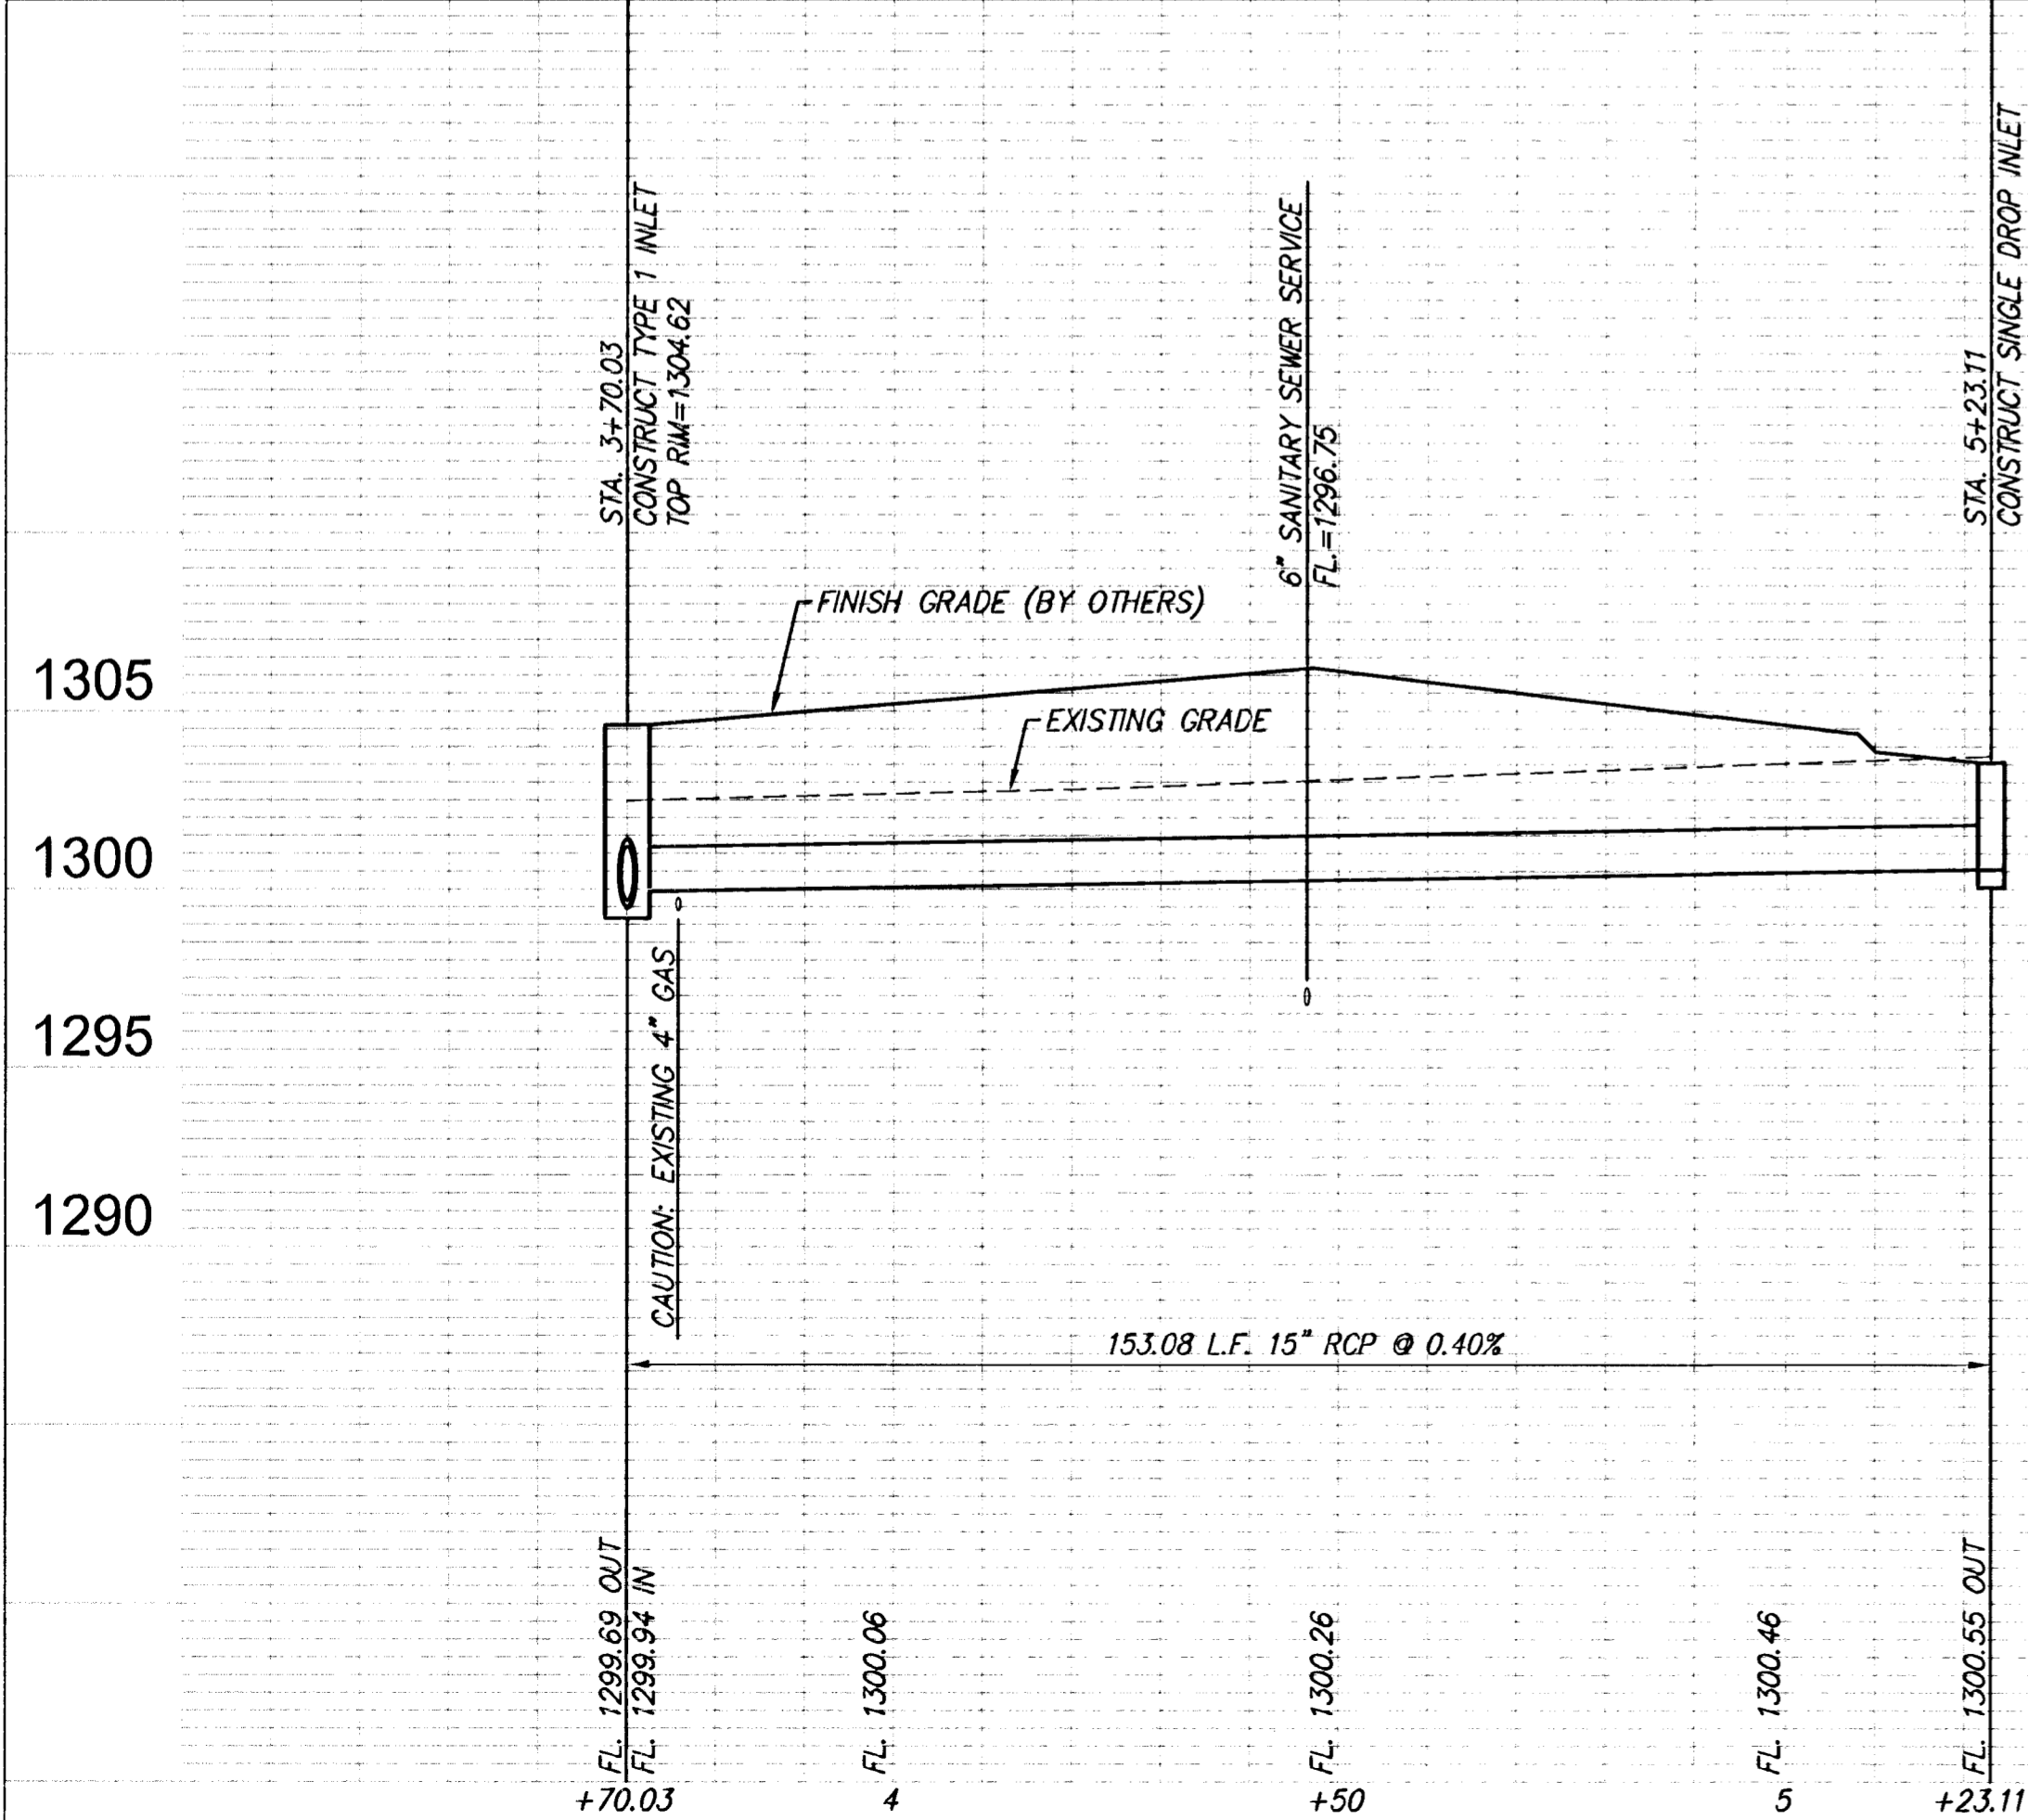 STA. 3+70.03
CONSTRUCT TYPE 1 INLET
TOP RIM=1304.62
6" SANITARY SEWER SERVICE
FL.=1296.75
STA. 5+23.11
CONSTRUCT SINGLE DROP INLET
FINISH GRADE (BY OTHERS)
EXISTING GRADE
1305
1300
1295
1290
CAUTION: EXISTING 4" GAS
153.08 L.F. 15" RCP @ 0.40%
FL. 1299.69 OUT
FL. 1299.94 IN
FL. 1300.06
FL. 1300.26
FL. 1300.46
FL. 1300.55 OUT
+70.03
4
+50
5
+23.11